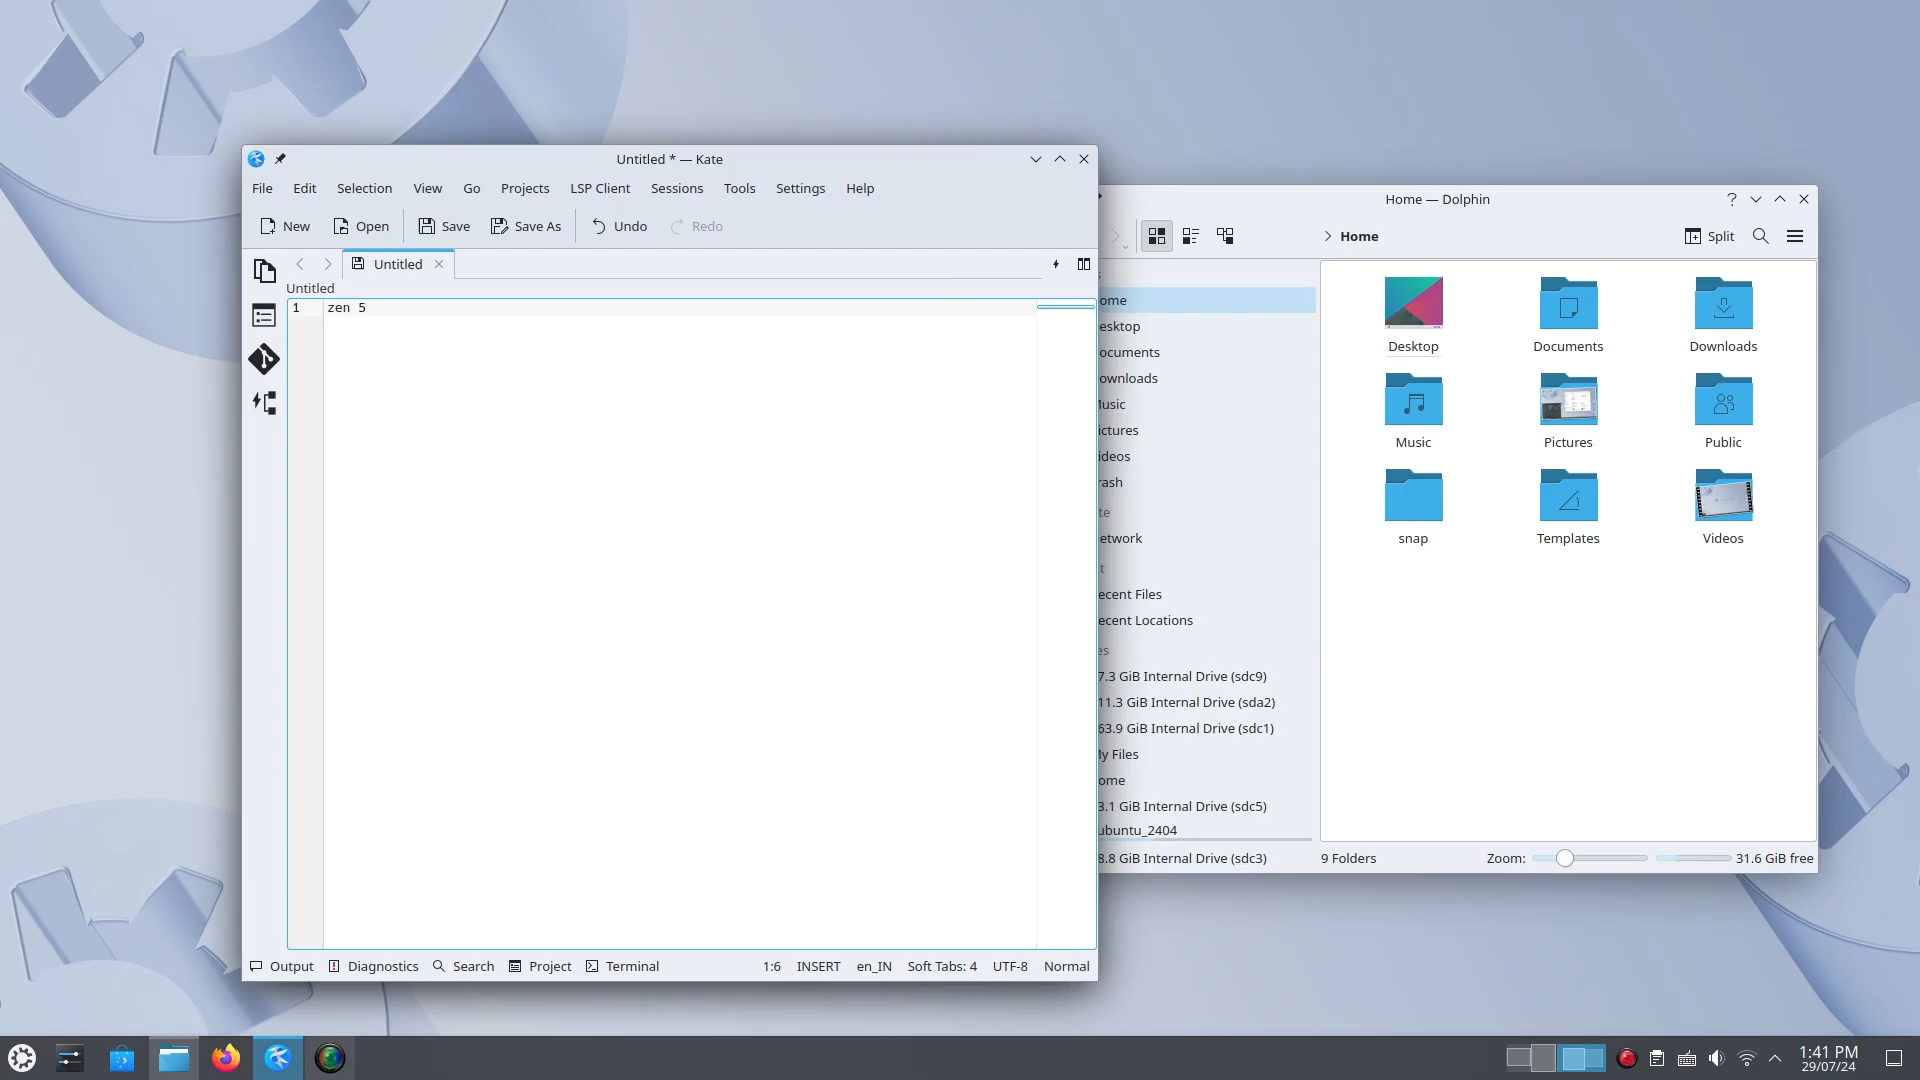 Untitled * — Kate
File Edit Selection View Go Projects LSP Client Sessions Tools Settings Help
New Open Save Save As Undo Redo
Untitled
Untitled
1 zen 5
Output Diagnostics Search Project Terminal 1:6 INSERT en_IN Soft Tabs: 4 UTF-8 Normal
Home — Dolphin
Home Split
ome
esktop
ocuments
ownloads
usic
ictures
ideos
rash
te
etwork
t
ecent Files
ecent Locations
es
7.3 GiB Internal Drive (sdc9)
11.3 GiB Internal Drive (sda2)
63.9 GiB Internal Drive (sdc1)
y Files
ome
3.1 GiB Internal Drive (sdc5)
ubuntu_2404
8.8 GiB Internal Drive (sdc3)
Desktop Documents Downloads
Music Pictures Public
snap Templates Videos
9 Folders Zoom: 31.6 GiB free
1:41 PM
29/07/24